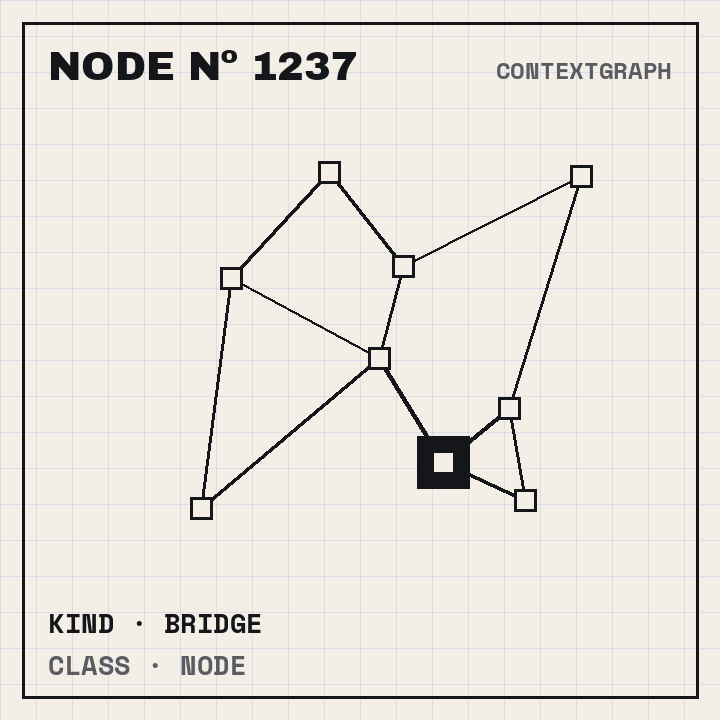 NODE Nº 1237
CONTEXTGRAPH
KIND · BRIDGE
CLASS · NODE